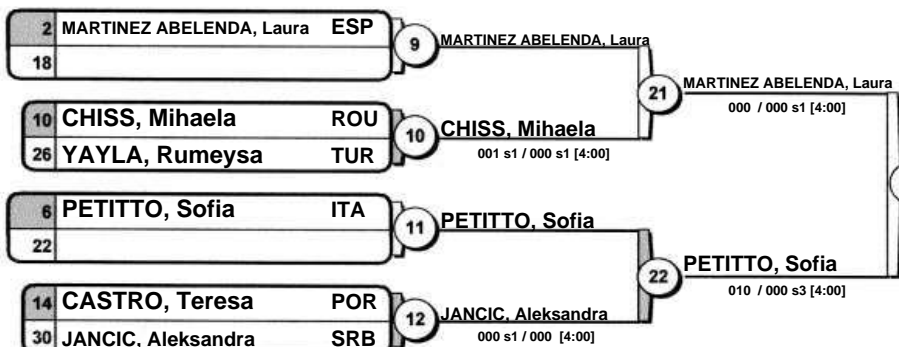 2 MARTINEZ ABELENDA, Laura ESP
18
9
MARTINEZ ABELENDA, Laura
10 CHISS, Mihaela ROU
26 YAYLA, Rumeysa TUR
10
CHISS, Mihaela
001 s1 / 000 s1 [4:00]
21
MARTINEZ ABELENDA, Laura
000 / 000 s1 [4:00]
6 PETITTO, Sofia ITA
22
11
PETITTO, Sofia
14 CASTRO, Teresa POR
30 JANCIC, Aleksandra SRB
12
JANCIC, Aleksandra
000 s1 / 000 [4:00]
22
PETITTO, Sofia
010 / 000 s3 [4:00]